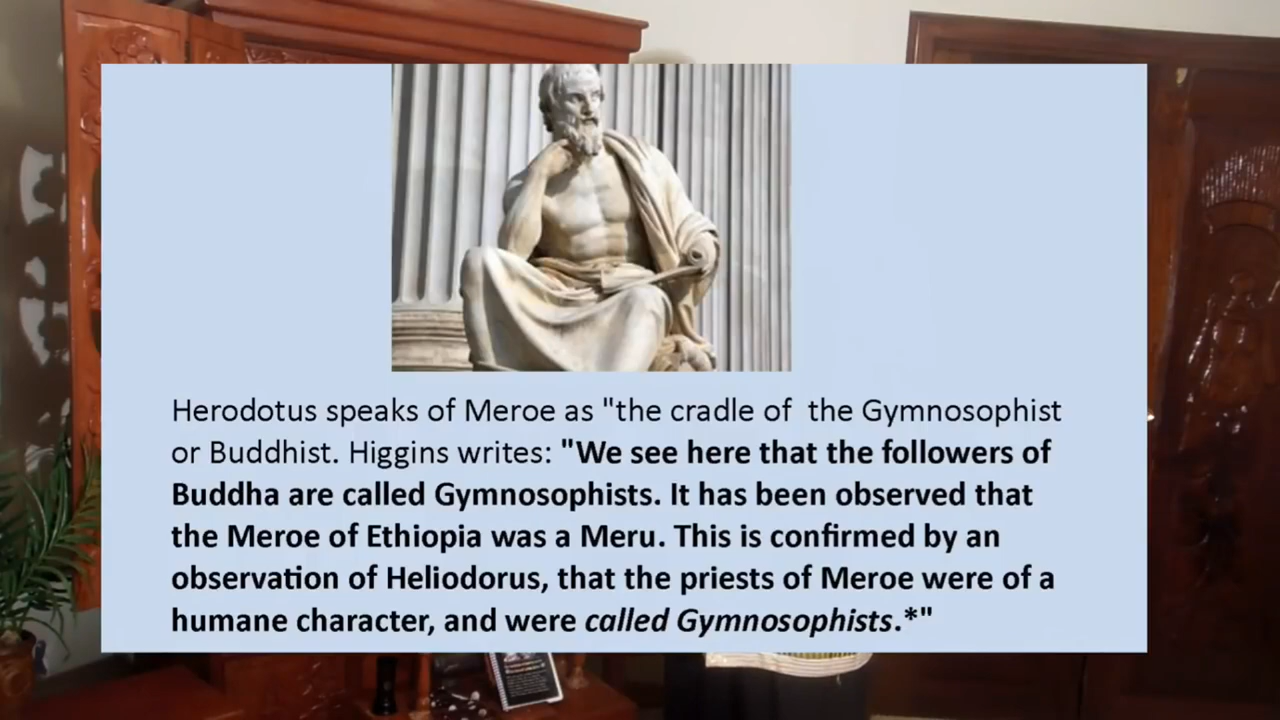 Herodotus speaks of Meroe as "the cradle of  the Gymnosophist
or Buddhist. Higgins writes: "We see here that the followers of
Buddha are called Gymnosophists. It has been observed that
the Meroe of Ethiopia was a Meru. This is confirmed by an
observation of Heliodorus, that the priests of Meroe were of a
humane character, and were called Gymnosophists.*"